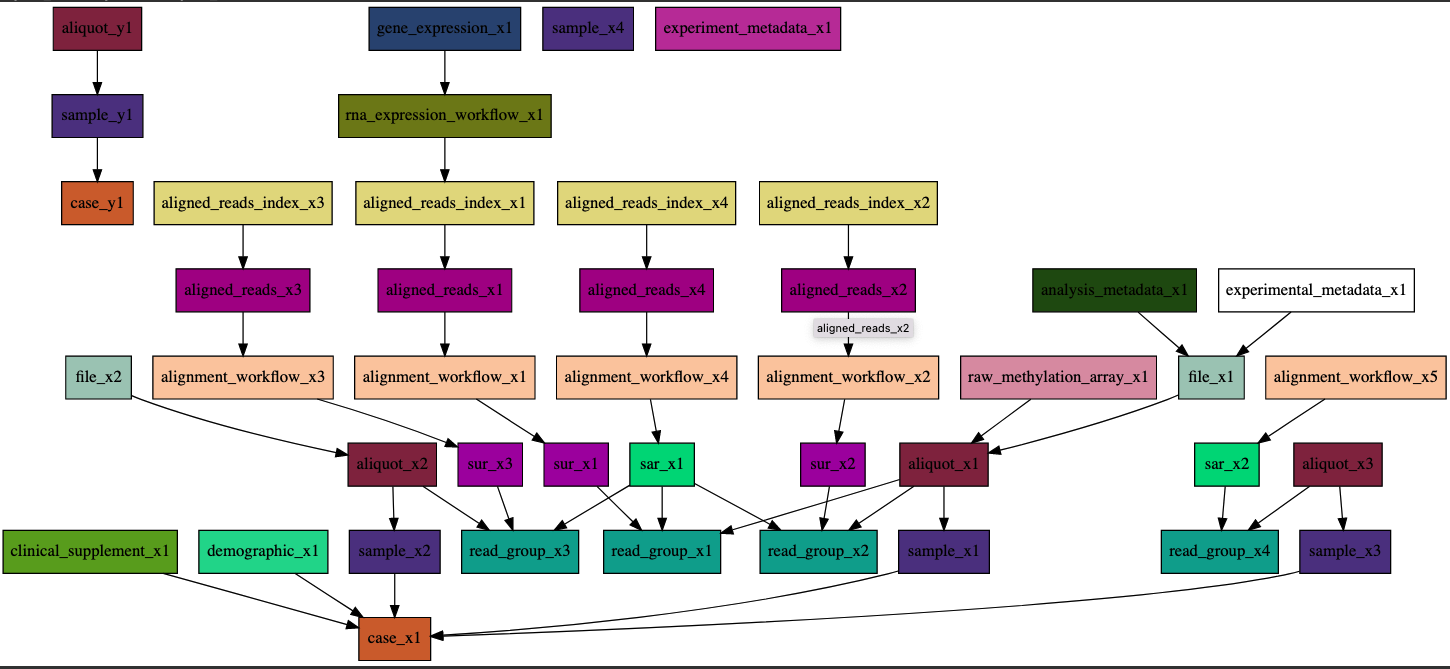 aliquot_y1
gene_expression_x1
sample_x4
experiment_metadata_x1
sample_y1
rna_expression_workflow_x1
case_y1
aligned_reads_index_x3
aligned_reads_index_x1
aligned_reads_index_x4
aligned_reads_index_x2
aligned_reads_x3
aligned_reads_x1
aligned_reads_x4
aligned_reads_x2
analysis_metadata_x1
experimental_metadata_x1
aligned_reads_x2
file_x2
alignment_workflow_x3
alignment_workflow_x1
alignment_workflow_x4
alignment_workflow_x2
raw_methylation_array_x1
file_x1
alignment_workflow_x5
aliquot_x2
sur_x3
sur_x1
sar_x1
sur_x2
aliquot_x1
sar_x2
aliquot_x3
clinical_supplement_x1
demographic_x1
sample_x2
read_group_x3
read_group_x1
read_group_x2
sample_x1
read_group_x4
sample_x3
case_x1